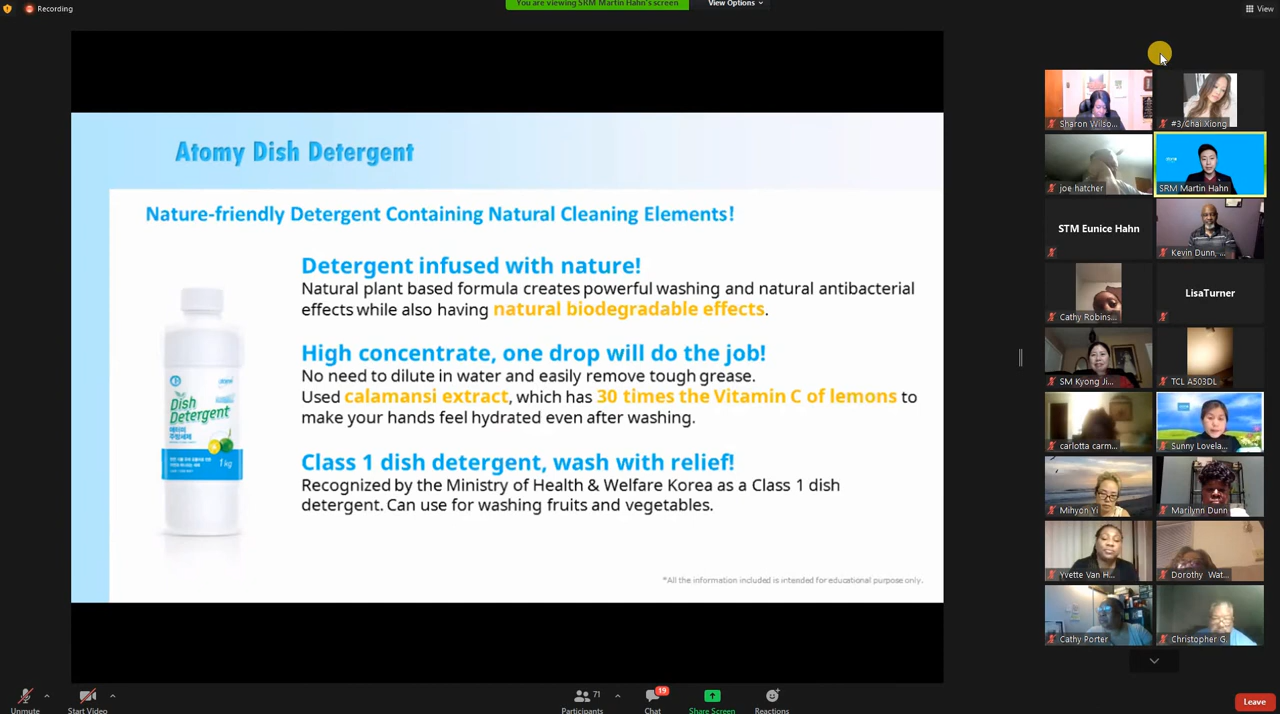 Recording
You are viewing SRM Martin Hahn's screen
View Options
View
Atomy Dish Detergent
Nature-friendly Detergent Containing Natural Cleaning Elements!
Detergent infused with nature!
Natural plant based formula creates powerful washing and natural antibacterial
effects while also having natural biodegradable effects.
High concentrate, one drop will do the job!
No need to dilute in water and easily remove tough grease.
Used calamansi extract, which has 30 times the Vitamin C of lemons to
make your hands feel hydrated even after washing.
Class 1 dish detergent, wash with relief!
Recognized by the Ministry of Health & Welfare Korea as a Class 1 dish
detergent. Can use for washing fruits and vegetables.
*All the information included is intended for educational purpose only.
Dish
Detergent
주방세제
1kg
Sharon Wilso...
#3/Chai Xiong
joe hatcher
SRM Martin Hahn
STM Eunice Hahn
Kevin Dunn, ...
Cathy Robins...
LisaTurner
SM Kyong Ji...
TCL A503DL
carlotta carm...
Sunny Lovela...
Mihyon Yi
Marilynn Dunn
Yvette Van H...
Dorothy Wat...
Cathy Porter
Christopher G.
Unmute
Start Video
71
Participants
19
Chat
Share Screen
Reactions
Leave